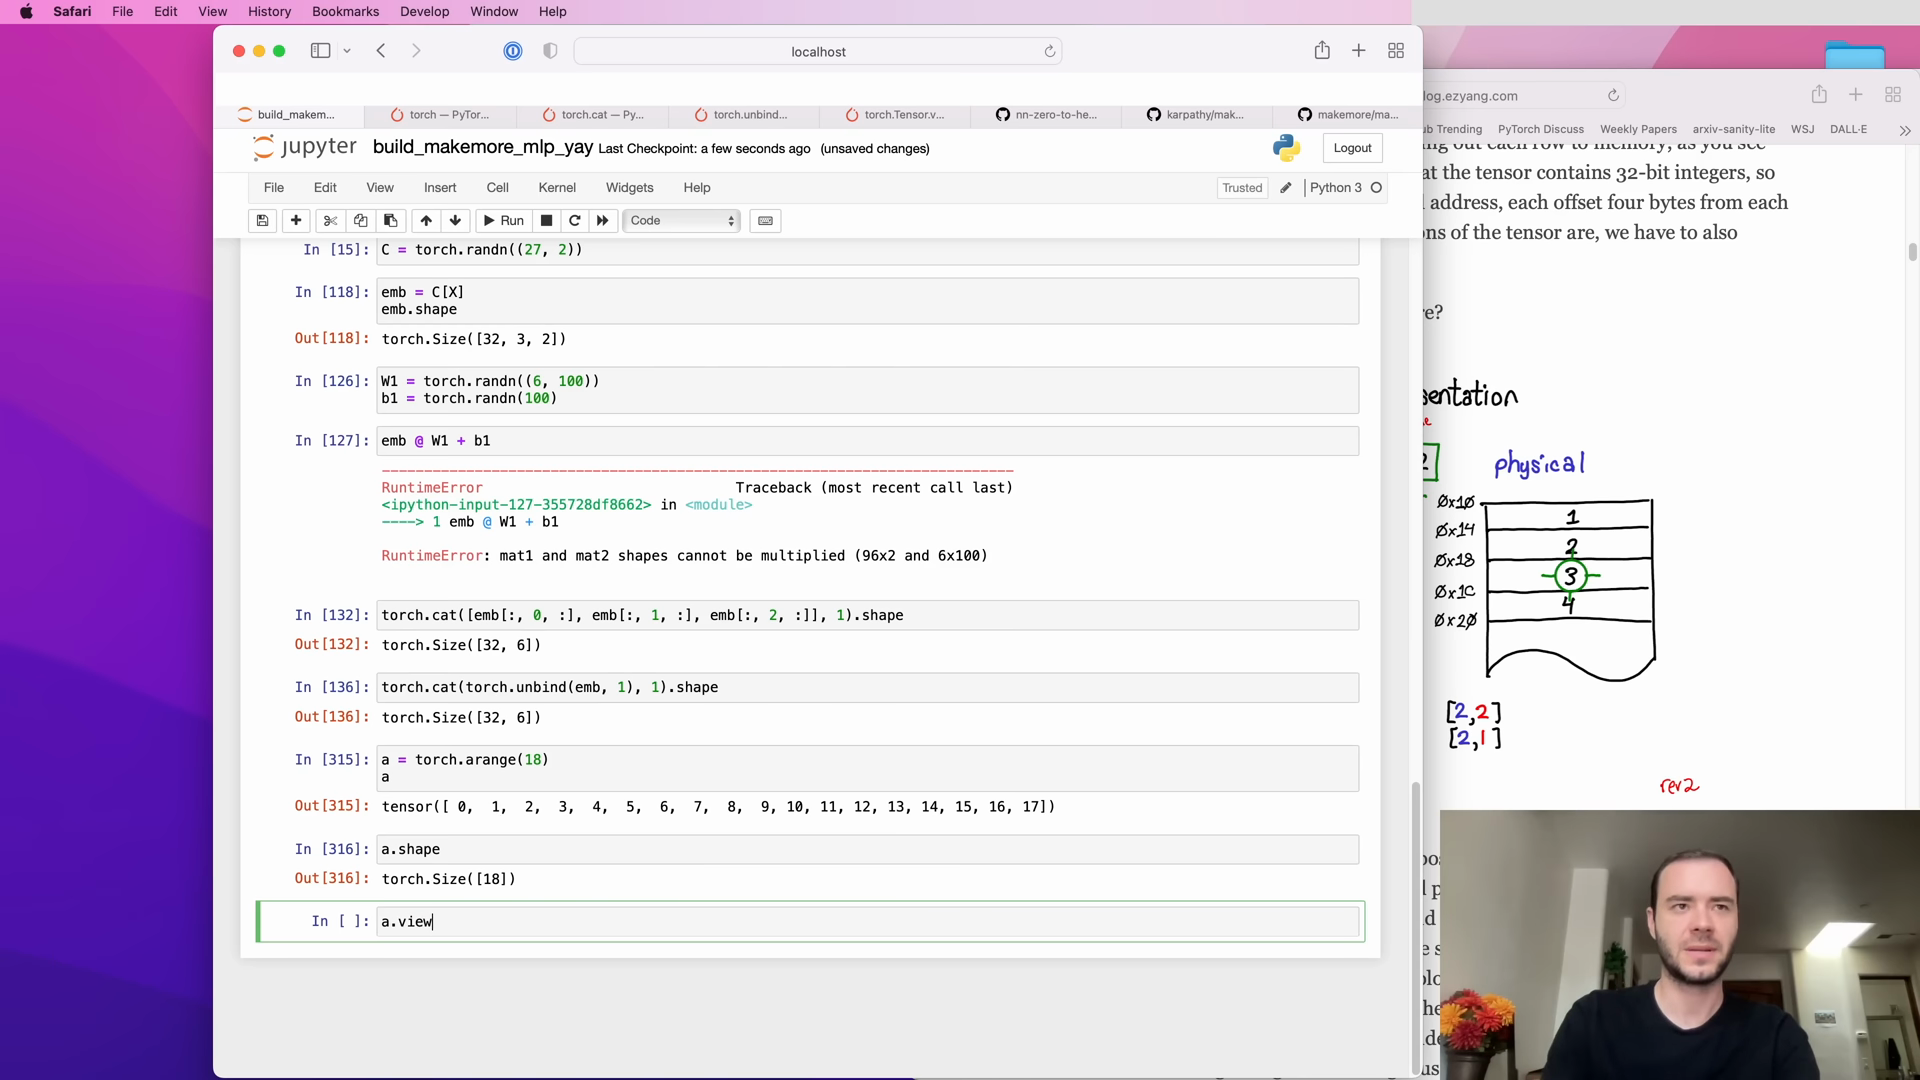 Safari File Edit View History Bookmarks Develop Window Help
localhost
build_makem... torch — PyTor... torch.cat — Py... torch.unbind... torch.Tensor.v... nn-zero-to-he... karpathy/mak... makemore/ma...
jupyter build_makemore_mlp_yay Last Checkpoint: a few seconds ago (unsaved changes) Logout
File Edit View Insert Cell Kernel Widgets Help Trusted Python 3
Run Code
In [15]: C = torch.randn((27, 2))
In [118]: emb = C[X]
emb.shape
Out[118]: torch.Size([32, 3, 2])
In [126]: W1 = torch.randn((6, 100))
b1 = torch.randn(100)
In [127]: emb @ W1 + b1
RuntimeError Traceback (most recent call last)
<ipython-input-127-355728df8662> in <module>
----> 1 emb @ W1 + b1
RuntimeError: mat1 and mat2 shapes cannot be multiplied (96x2 and 6x100)
In [132]: torch.cat([emb[:, 0, :], emb[:, 1, :], emb[:, 2, :]], 1).shape
Out[132]: torch.Size([32, 6])
In [136]: torch.cat(torch.unbind(emb, 1), 1).shape
Out[136]: torch.Size([32, 6])
In [315]: a = torch.arange(18)
a
Out[315]: tensor([ 0, 1, 2, 3, 4, 5, 6, 7, 8, 9, 10, 11, 12, 13, 14, 15, 16, 17])
In [316]: a.shape
Out[316]: torch.Size([18])
In [ ]: a.view
log.ezyang.com
ub Trending PyTorch Discuss Weekly Papers arxiv-sanity-lite WSJ DALL·E
ng out each row to memory, as you see
at the tensor contains 32-bit integers, so
l address, each offset four bytes from each
ons of the tensor are, we have to also
re?
sentation
physical
0x10
1
0x14
2
0x18
3
0x1C
4
0x20
[2,2]
[2,1]
rev2